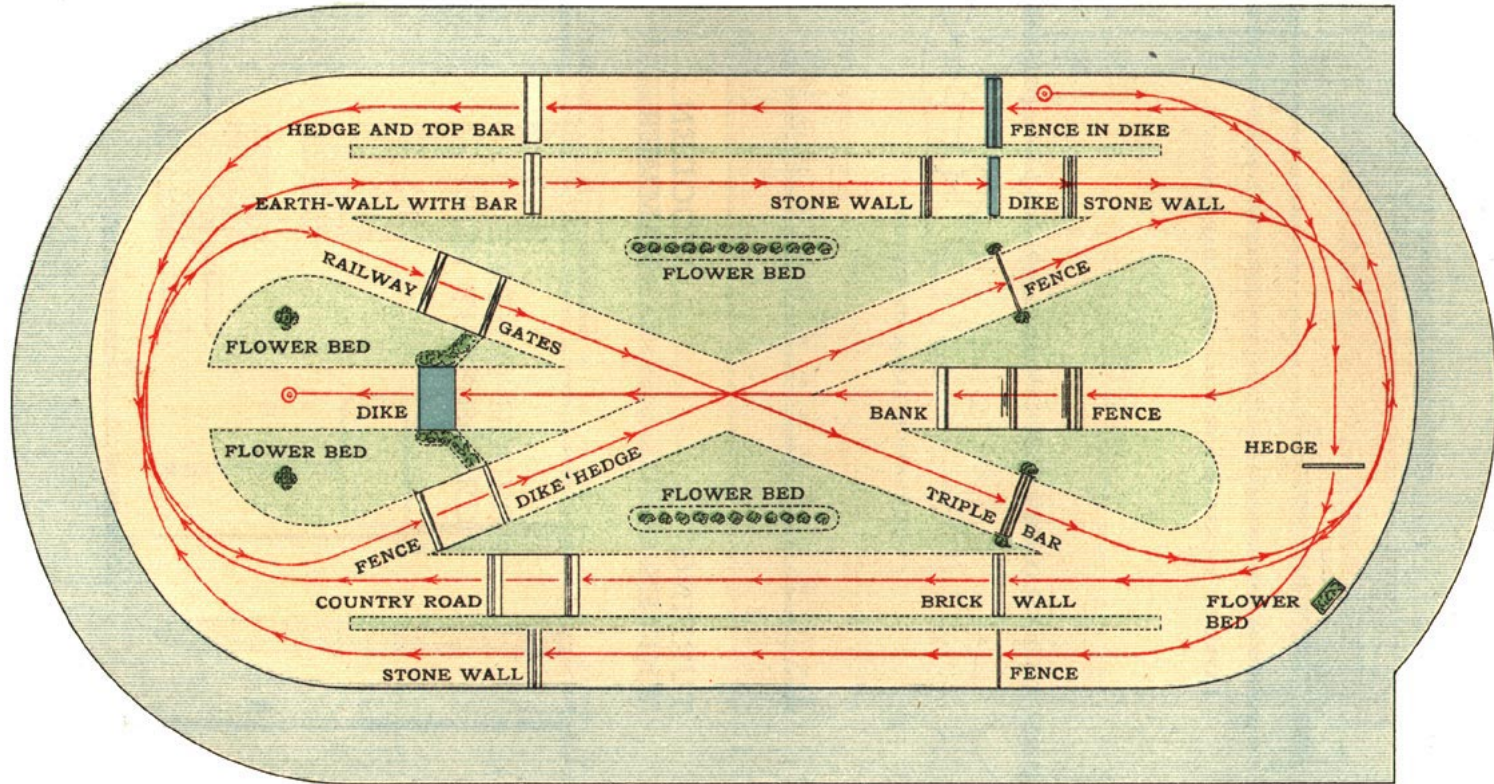 HEDGE AND TOP BAR
FENCE IN DIKE
EARTH-WALL WITH BAR
STONE WALL
DIKE
STONE WALL
RAILWAY
GATES
FLOWER BED
FENCE
FLOWER BED
DIKE
BANK
FENCE
FLOWER BED
HEDGE
FENCE
DIKE'HEDGE
FLOWER BED
TRIPLE
BAR
COUNTRY ROAD
BRICK WALL
FLOWER
BED
STONE WALL
FENCE